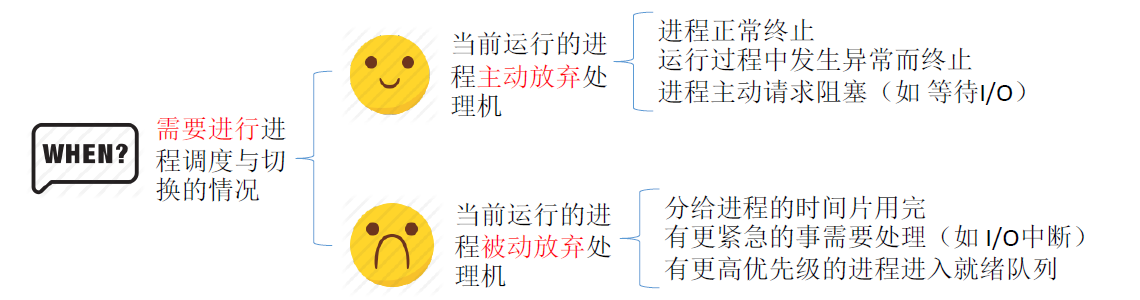 WHEN?
需要进行进
程调度与切
换的情况
当前运行的进
程主动放弃处
理机
进程正常终止
运行过程中发生异常而终止
进程主动请求阻塞（如 等待I/O）
当前运行的进
程被动放弃处
理机
分给进程的时间片用完
有更紧急的事需要处理（如 I/O中断）
有更高优先级的进程进入就绪队列